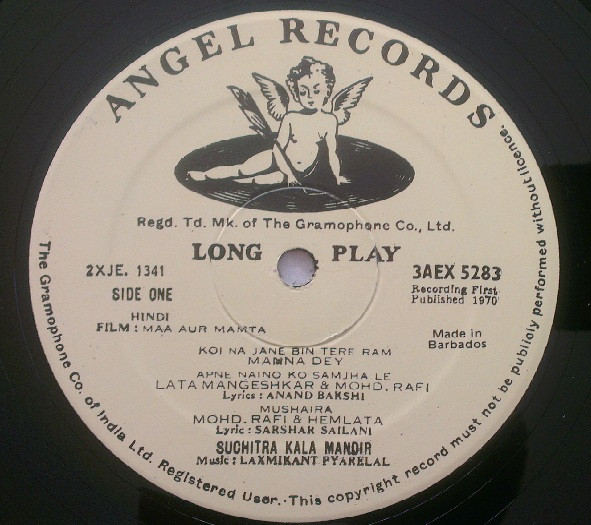 ANGEL RECORDS
Regd. Td. Mk. of The Gramophone Co., Ltd.
LONG PLAY
2XJE. 1341
SIDE ONE
3AEX 5283
Recording First
Published 1970
HINDI
FILM : MAA AUR MAMTA
Made in
Barbados
KOI NA JANE BIN TERE RAM
MANNA DEY
APNE NAINO KO SAMJHA LE
LATA MANGESHKAR & MOHD. RAFI
Lyrics : ANAND BAKSHI
MUSHAIRA
MOHD. RAFI & HEMLATA
Lyric : SARSHAR SAILANI
SUCHITRA KALA MANDIR
Music : LAXMIKANT PYARELAL
The Gramophone Co. of India Ltd. Registered User. · This copyright record must not be publicly performed without licence.